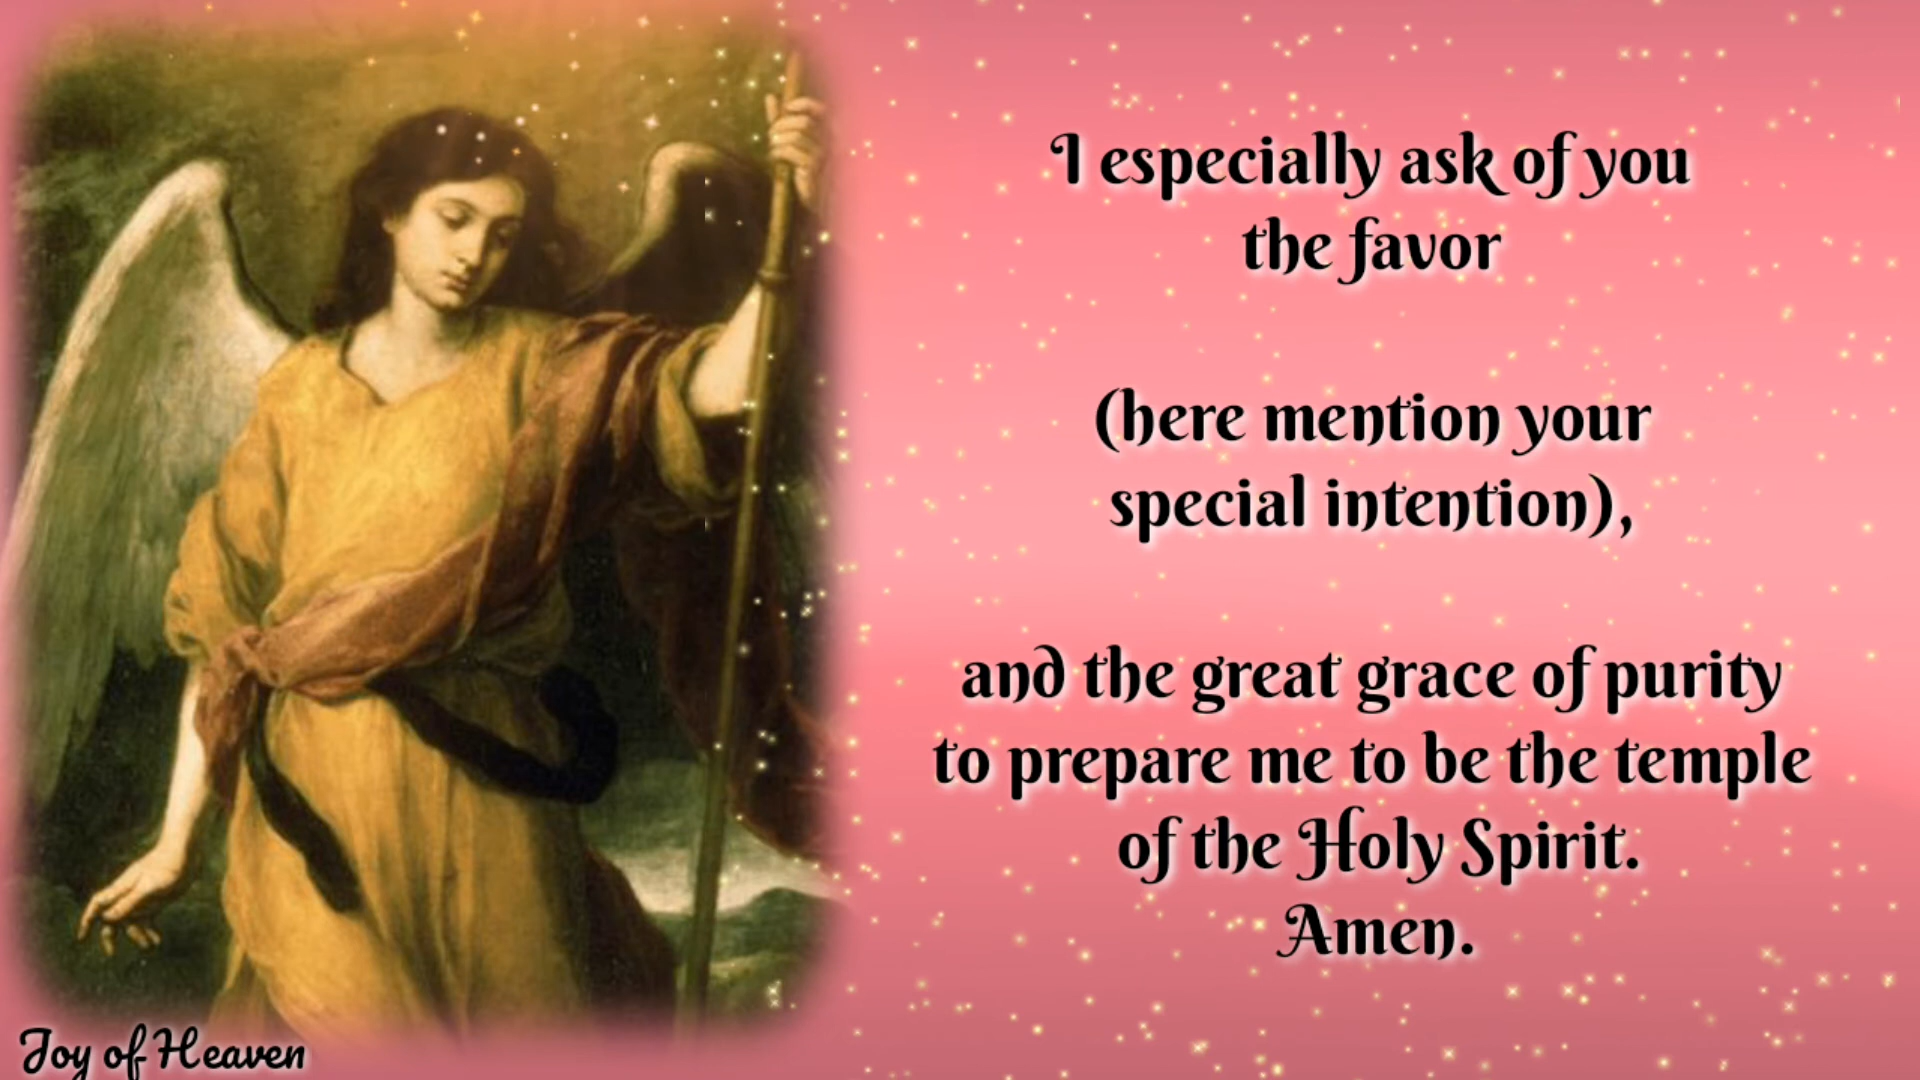 I especially ask of you
the favor
(here mention your
special intention),
and the great grace of purity
to prepare me to be the temple
of the Holy Spirit.
Amen.
Joy of Heaven